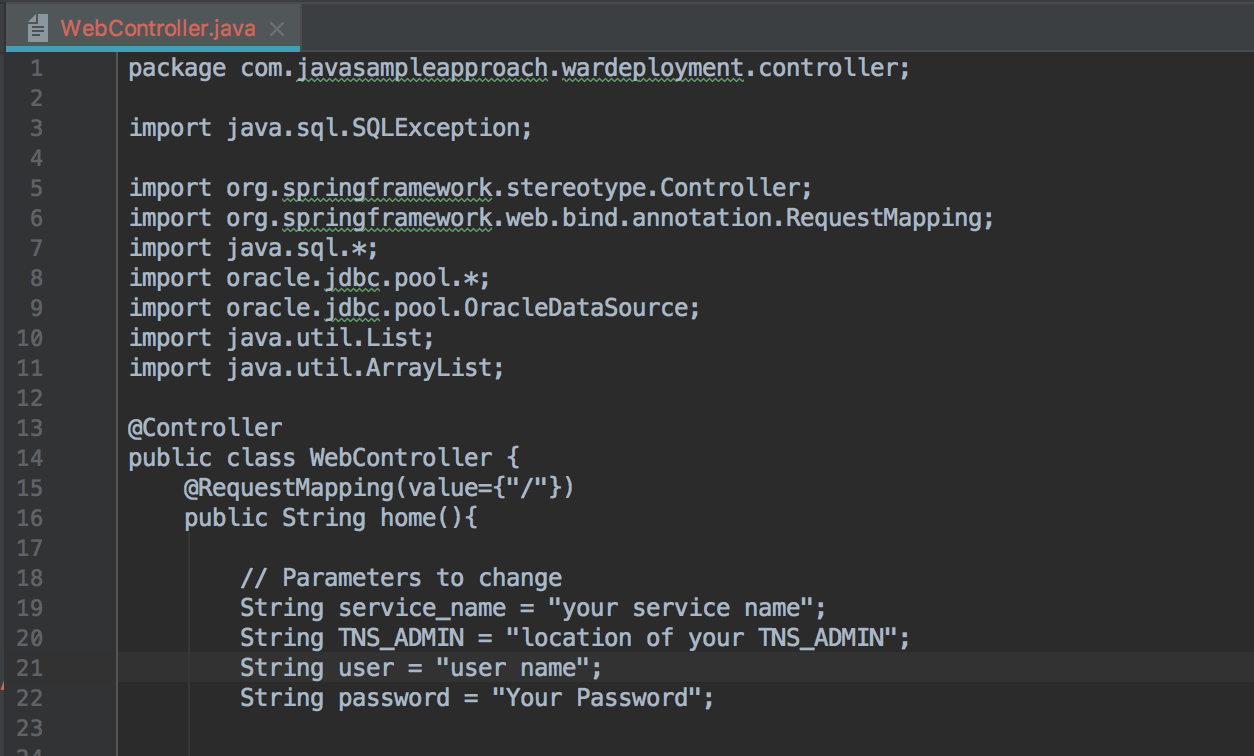 WebController.java
1 package com.javasampleapproach.wardeployment.controller;
2
3 import java.sql.SQLException;
4
5 import org.springframework.stereotype.Controller;
6 import org.springframework.web.bind.annotation.RequestMapping;
7 import java.sql.*;
8 import oracle.jdbc.pool.*;
9 import oracle.jdbc.pool.OracleDataSource;
10 import java.util.List;
11 import java.util.ArrayList;
12
13 @Controller
14 public class WebController {
15     @RequestMapping(value={"/"})
16     public String home(){
17
18         // Parameters to change
19         String service_name = "your service name";
20         String TNS_ADMIN = "location of your TNS_ADMIN";
21         String user = "user name";
22         String password = "Your Password";
23
24